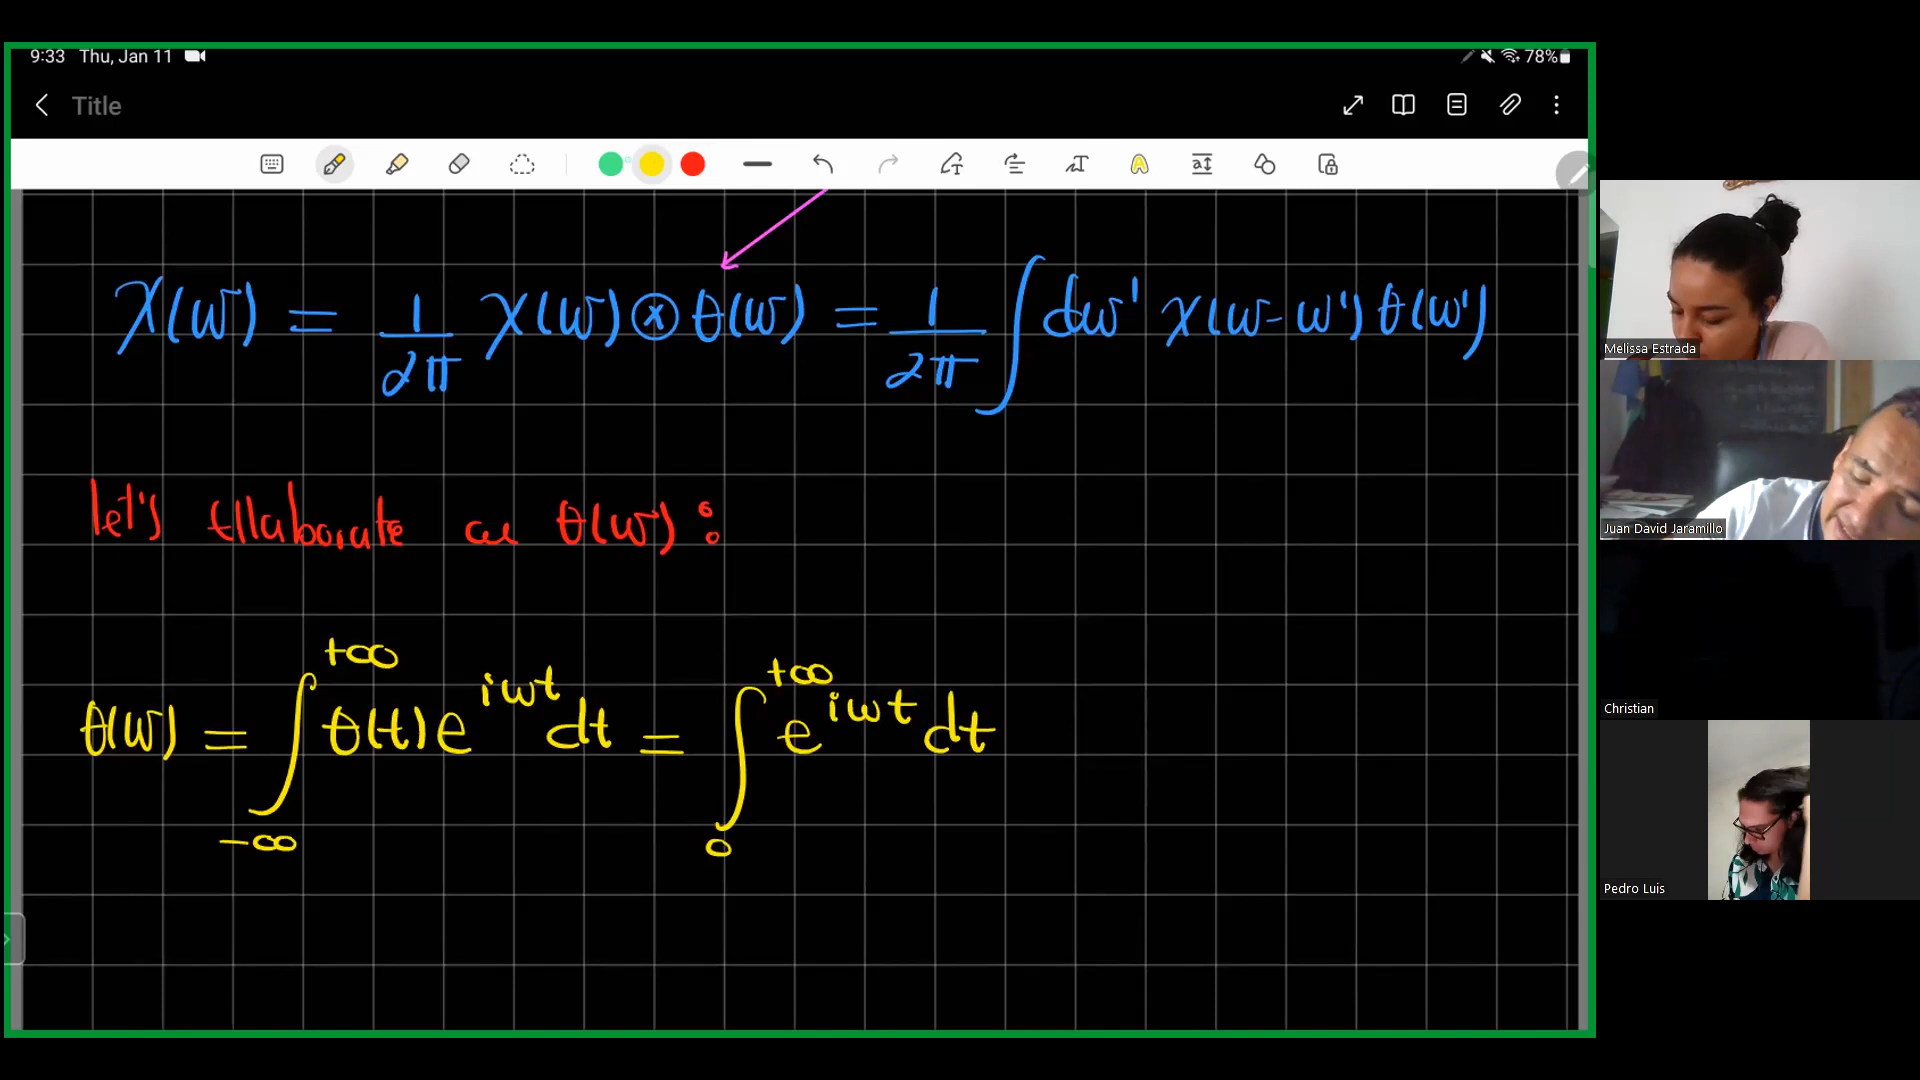 9:33 Thu, Jan 11 78%
Title
χ(ω) = 1/2π χ(ω) ⊗ θ(ω) = 1/2π ∫ dω' χ(ω-ω') θ(ω')
Melissa Estrada
let's ellaborate on θ(ω):
Juan David Jaramillo
θ(ω) = ∫_{-∞}^{+∞} θ(t) e^{iωt} dt = ∫_{0}^{+∞} e^{iωt} dt
Christian
Pedro Luis